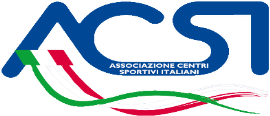 ACSI
ASSOCIAZIONE CENTRI
SPORTIVI ITALIANI